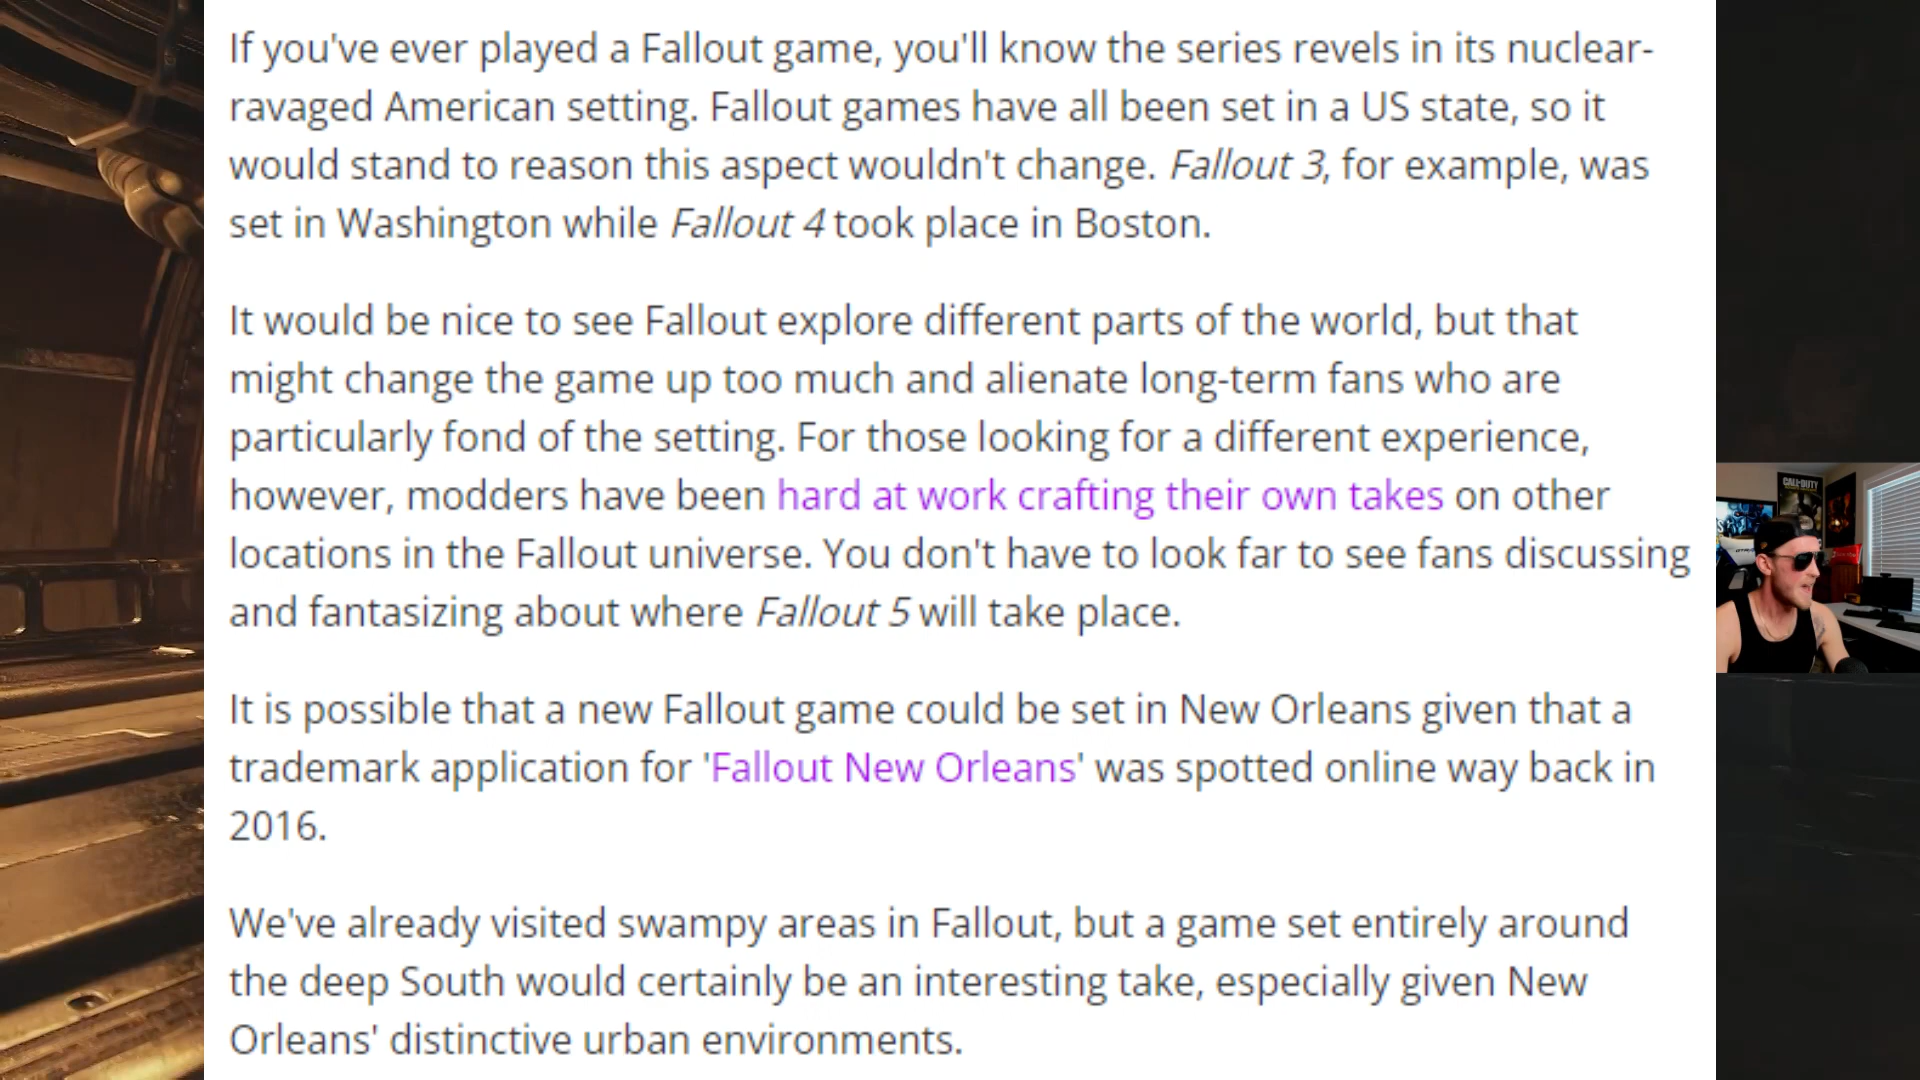 If you've ever played a Fallout game, you'll know the series revels in its nuclear-
ravaged American setting. Fallout games have all been set in a US state, so it
would stand to reason this aspect wouldn't change. Fallout 3, for example, was
set in Washington while Fallout 4 took place in Boston.
It would be nice to see Fallout explore different parts of the world, but that
might change the game up too much and alienate long-term fans who are
particularly fond of the setting. For those looking for a different experience,
however, modders have been hard at work crafting their own takes on other
locations in the Fallout universe. You don't have to look far to see fans discussing
and fantasizing about where Fallout 5 will take place.
It is possible that a new Fallout game could be set in New Orleans given that a
trademark application for 'Fallout New Orleans' was spotted online way back in
2016.
We've already visited swampy areas in Fallout, but a game set entirely around
the deep South would certainly be an interesting take, especially given New
Orleans' distinctive urban environments.
CALL·DUTY